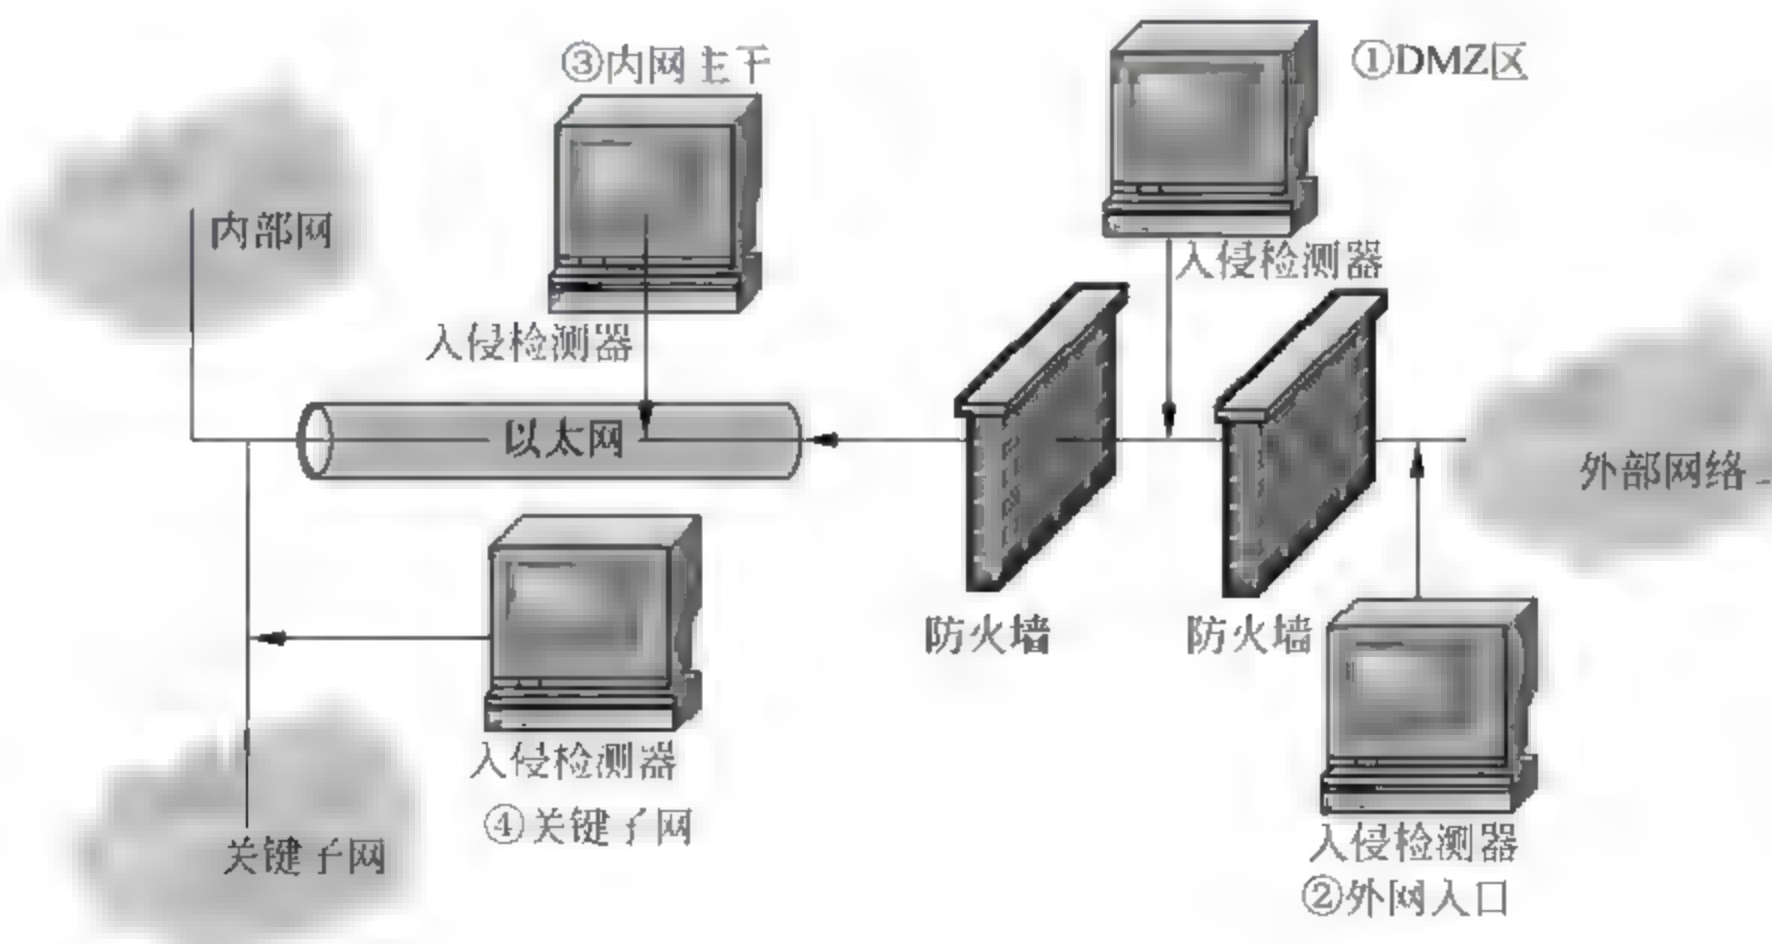 ③内网主干
①DMZ区
内部网
入侵检测器
入侵检测器
以太网
外部网络
防火墙
防火墙
入侵检测器
④关键子网
关键子网
入侵检测器
②外网入口